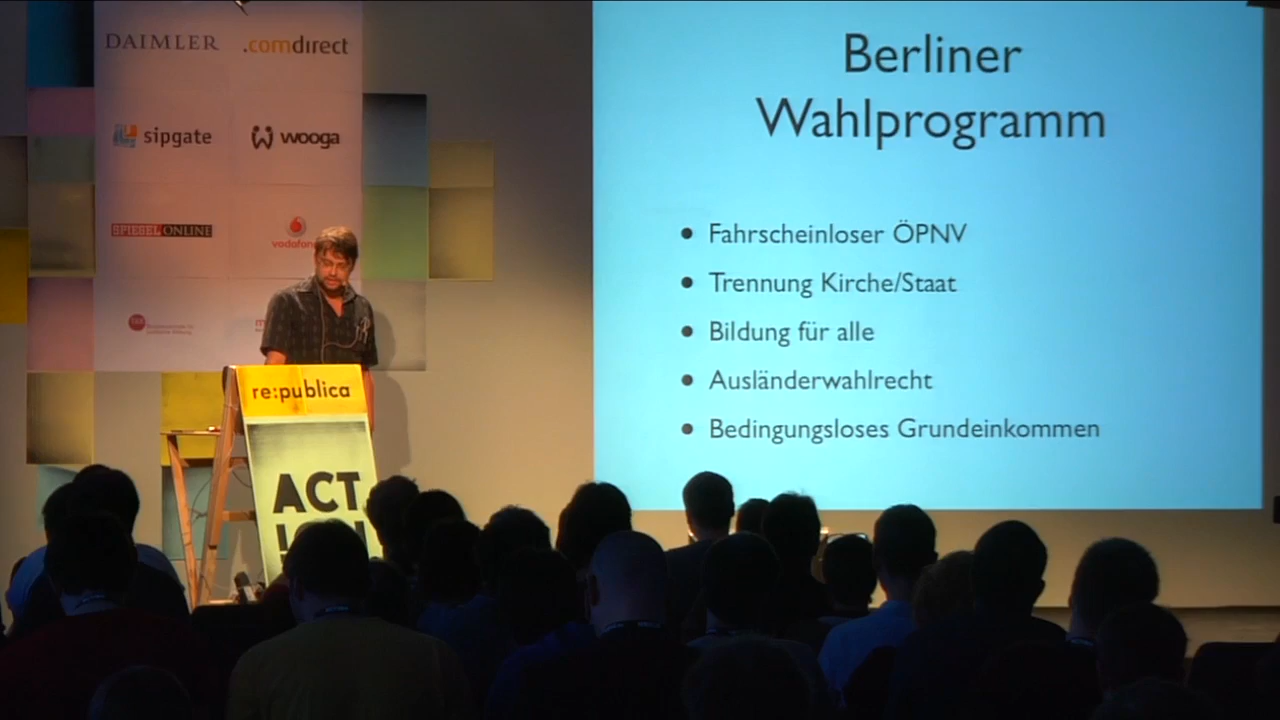 DAIMLER .comdirect
sipgate wooga
SPIEGEL ONLINE vodafone
re:publica
ACT.
Berliner
Wahlprogramm
• Fahrscheinloser ÖPNV
• Trennung Kirche/Staat
• Bildung für alle
• Ausländerwahlrecht
• Bedingungsloses Grundeinkommen